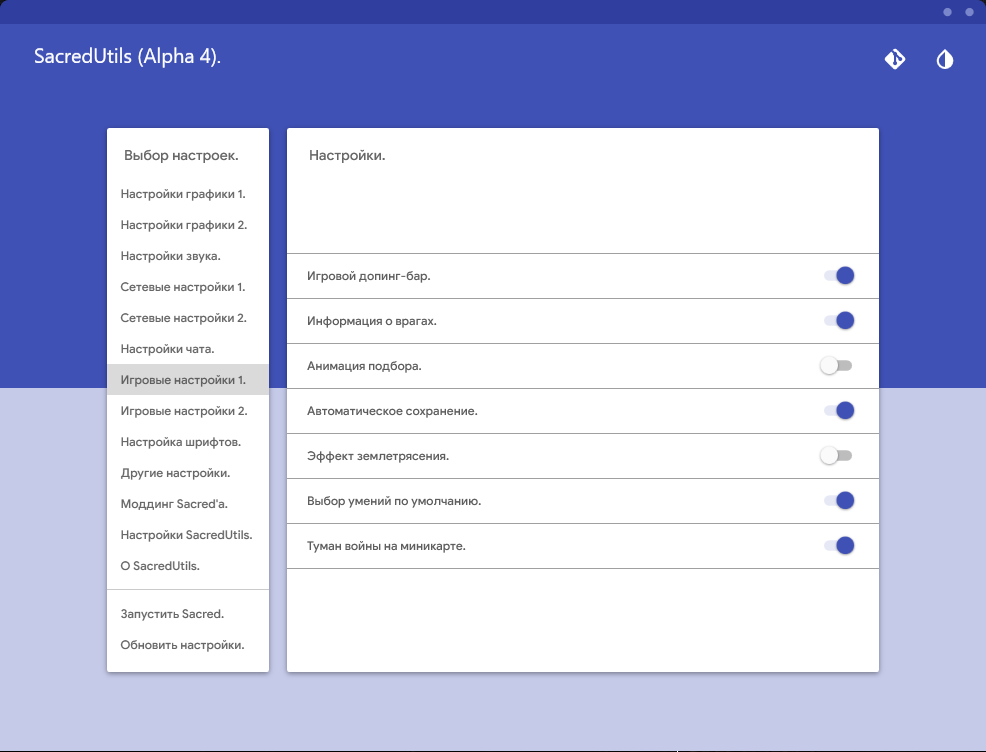 SacredUtils (Alpha 4).
Выбор настроек.
Настройки графики 1.
Настройки графики 2.
Настройки звука.
Сетевые настройки 1.
Сетевые настройки 2.
Настройки чата.
Игровые настройки 1.
Игровые настройки 2.
Настройка шрифтов.
Другие настройки.
Моддинг Sacred'а.
Настройки SacredUtils.
О SacredUtils.
Запустить Sacred.
Обновить настройки.
Настройки.
Игровой допинг-бар.
Информация о врагах.
Анимация подбора.
Автоматическое сохранение.
Эффект землетрясения.
Выбор умений по умолчанию.
Туман войны на миникарте.